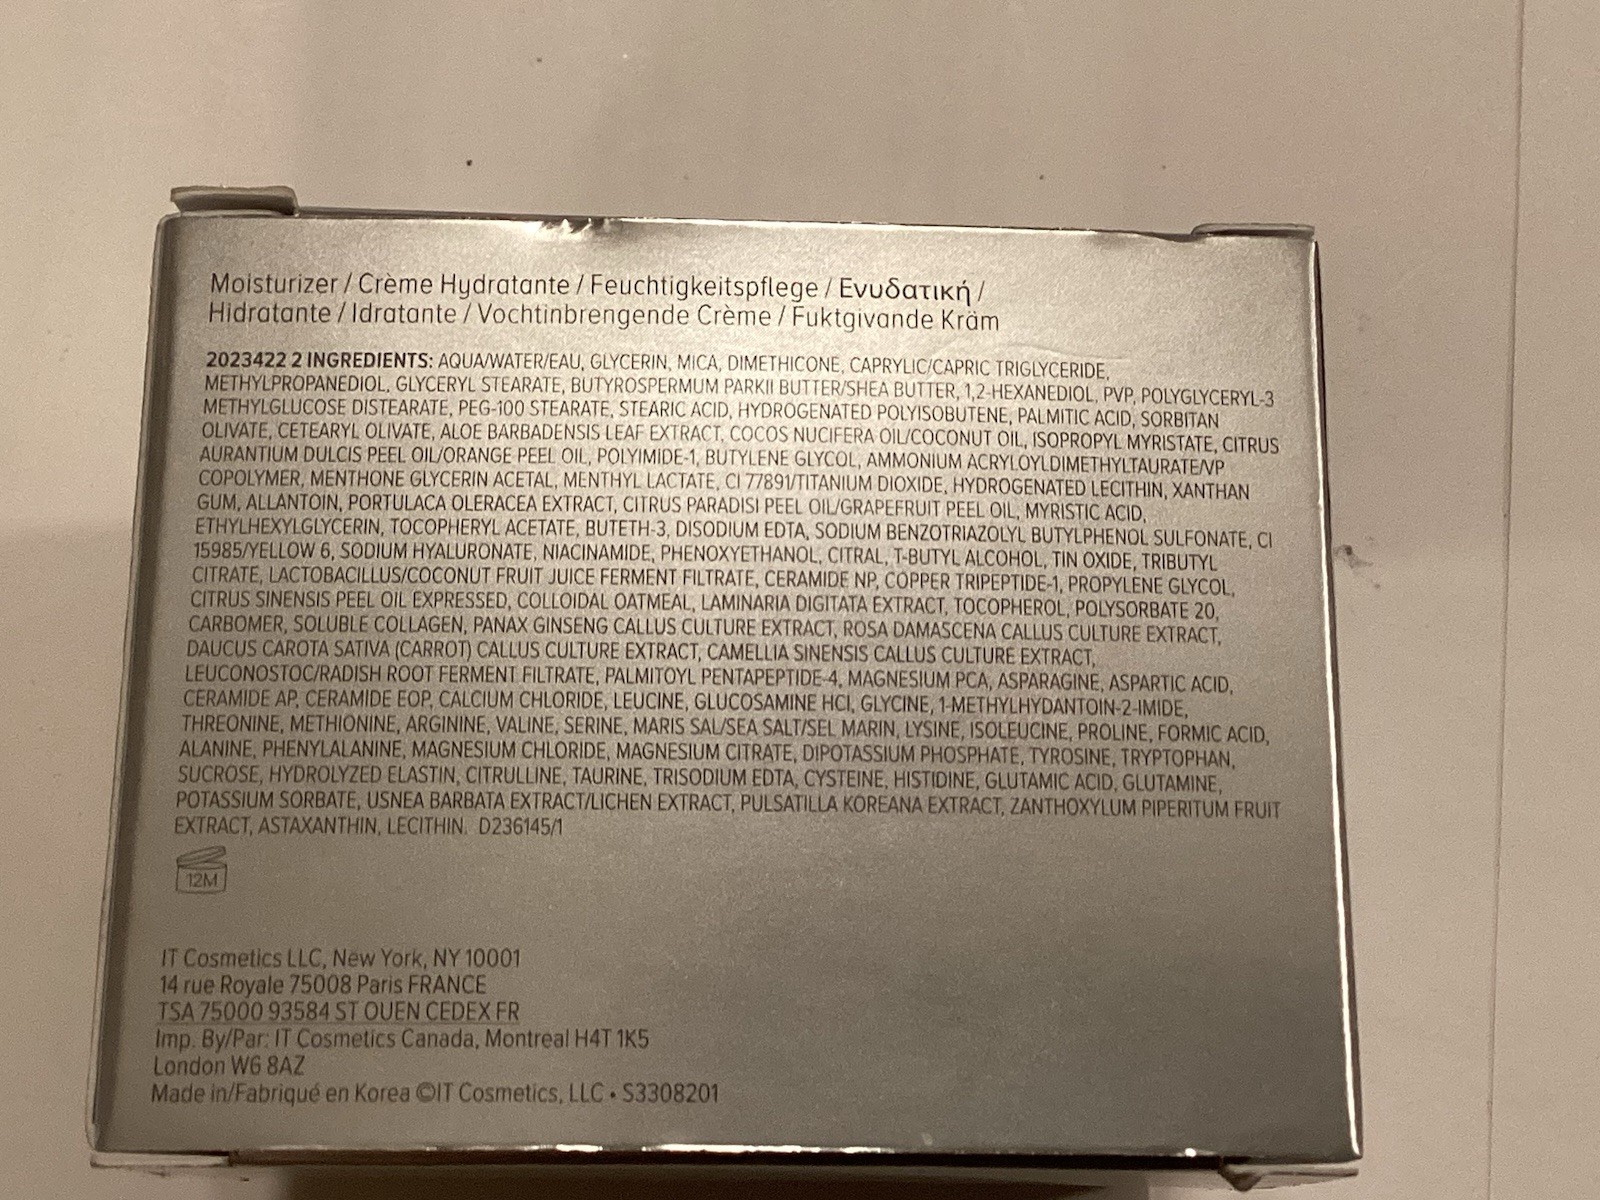 Moisturizer / Crème Hydratante / Feuchtigkeitspflege / Ενυδατική /
Hidratante / Idratante / Vochtinbrengende Crème / Fuktgivande Kräm
2023422 2 INGREDIENTS: AQUA/WATER/EAU, GLYCERIN, MICA, DIMETHICONE, CAPRYLIC/CAPRIC TRIGLYCERIDE,
METHYLPROPANEDIOL, GLYCERYL STEARATE, BUTYROSPERMUM PARKII BUTTER/SHEA BUTTER, 1,2-HEXANEDIOL, PVP, POLYGLYCERYL-3
METHYLGLUCOSE DISTEARATE, PEG-100 STEARATE, STEARIC ACID, HYDROGENATED POLYISOBUTENE, PALMITIC ACID, SORBITAN
OLIVATE, CETEARYL OLIVATE, ALOE BARBADENSIS LEAF EXTRACT, COCOS NUCIFERA OIL/COCONUT OIL, ISOPROPYL MYRISTATE, CITRUS
AURANTIUM DULCIS PEEL OIL/ORANGE PEEL OIL, POLYIMIDE-1, BUTYLENE GLYCOL, AMMONIUM ACRYLOYLDIMETHYLTAURATE/VP
COPOLYMER, MENTHONE GLYCERIN ACETAL, MENTHYL LACTATE, CI 77891/TITANIUM DIOXIDE, HYDROGENATED LECITHIN, XANTHAN
GUM, ALLANTOIN, PORTULACA OLERACEA EXTRACT, CITRUS PARADISI PEEL OIL/GRAPEFRUIT PEEL OIL, MYRISTIC ACID,
ETHYLHEXYLGLYCERIN, TOCOPHERYL ACETATE, BUTETH-3, DISODIUM EDTA, SODIUM BENZOTRIAZOLYL BUTYLPHENOL SULFONATE, CI
15985/YELLOW 6, SODIUM HYALURONATE, NIACINAMIDE, PHENOXYETHANOL, CITRAL, T-BUTYL ALCOHOL, TIN OXIDE, TRIBUTYL
CITRATE, LACTOBACILLUS/COCONUT FRUIT JUICE FERMENT FILTRATE, CERAMIDE NP, COPPER TRIPEPTIDE-1, PROPYLENE GLYCOL,
CITRUS SINENSIS PEEL OIL EXPRESSED, COLLOIDAL OATMEAL, LAMINARIA DIGITATA EXTRACT, TOCOPHEROL, POLYSORBATE 20,
CARBOMER, SOLUBLE COLLAGEN, PANAX GINSENG CALLUS CULTURE EXTRACT, ROSA DAMASCENA CALLUS CULTURE EXTRACT,
DAUCUS CAROTA SATIVA (CARROT) CALLUS CULTURE EXTRACT, CAMELLIA SINENSIS CALLUS CULTURE EXTRACT,
LEUCONOSTOC/RADISH ROOT FERMENT FILTRATE, PALMITOYL PENTAPEPTIDE-4, MAGNESIUM PCA, ASPARAGINE, ASPARTIC ACID,
CERAMIDE AP, CERAMIDE EOP, CALCIUM CHLORIDE, LEUCINE, GLUCOSAMINE HCl, GLYCINE, 1-METHYLHYDANTOIN-2-IMIDE,
THREONINE, METHIONINE, ARGININE, VALINE, SERINE, MARIS SAL/SEA SALT/SEL MARIN, LYSINE, ISOLEUCINE, PROLINE, FORMIC ACID,
ALANINE, PHENYLALANINE, MAGNESIUM CHLORIDE, MAGNESIUM CITRATE, DIPOTASSIUM PHOSPHATE, TYROSINE, TRYPTOPHAN,
SUCROSE, HYDROLYZED ELASTIN, CITRULLINE, TAURINE, TRISODIUM EDTA, CYSTEINE, HISTIDINE, GLUTAMIC ACID, GLUTAMINE,
POTASSIUM SORBATE, USNEA BARBATA EXTRACT/LICHEN EXTRACT, PULSATILLA KOREANA EXTRACT, ZANTHOXYLUM PIPERITUM FRUIT
EXTRACT, ASTAXANTHIN, LECITHIN. D236145/1
12M
IT Cosmetics LLC, New York, NY 10001
14 rue Royale 75008 Paris FRANCE
TSA 75000 93584 ST OUEN CEDEX FR
Imp. By/Par: IT Cosmetics Canada, Montreal H4T 1K5
London W6 8AZ
Made in/Fabriqué en Korea ©IT Cosmetics, LLC • S3308201